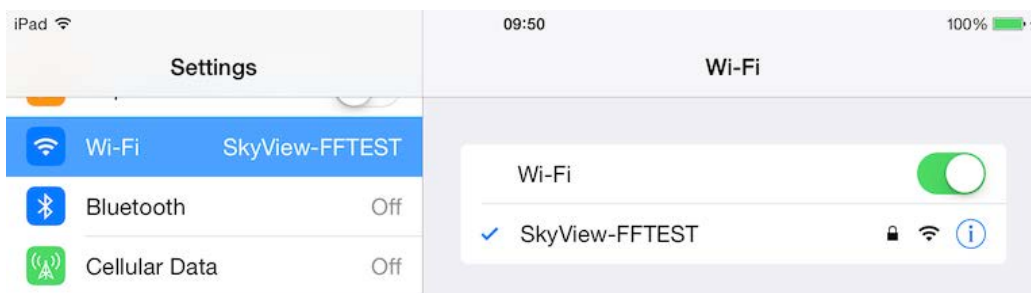 iPad 09:50 100%
Settings
Wi-Fi
Wi-Fi SkyView-FFTEST
Bluetooth Off
Cellular Data Off
Wi-Fi
SkyView-FFTEST